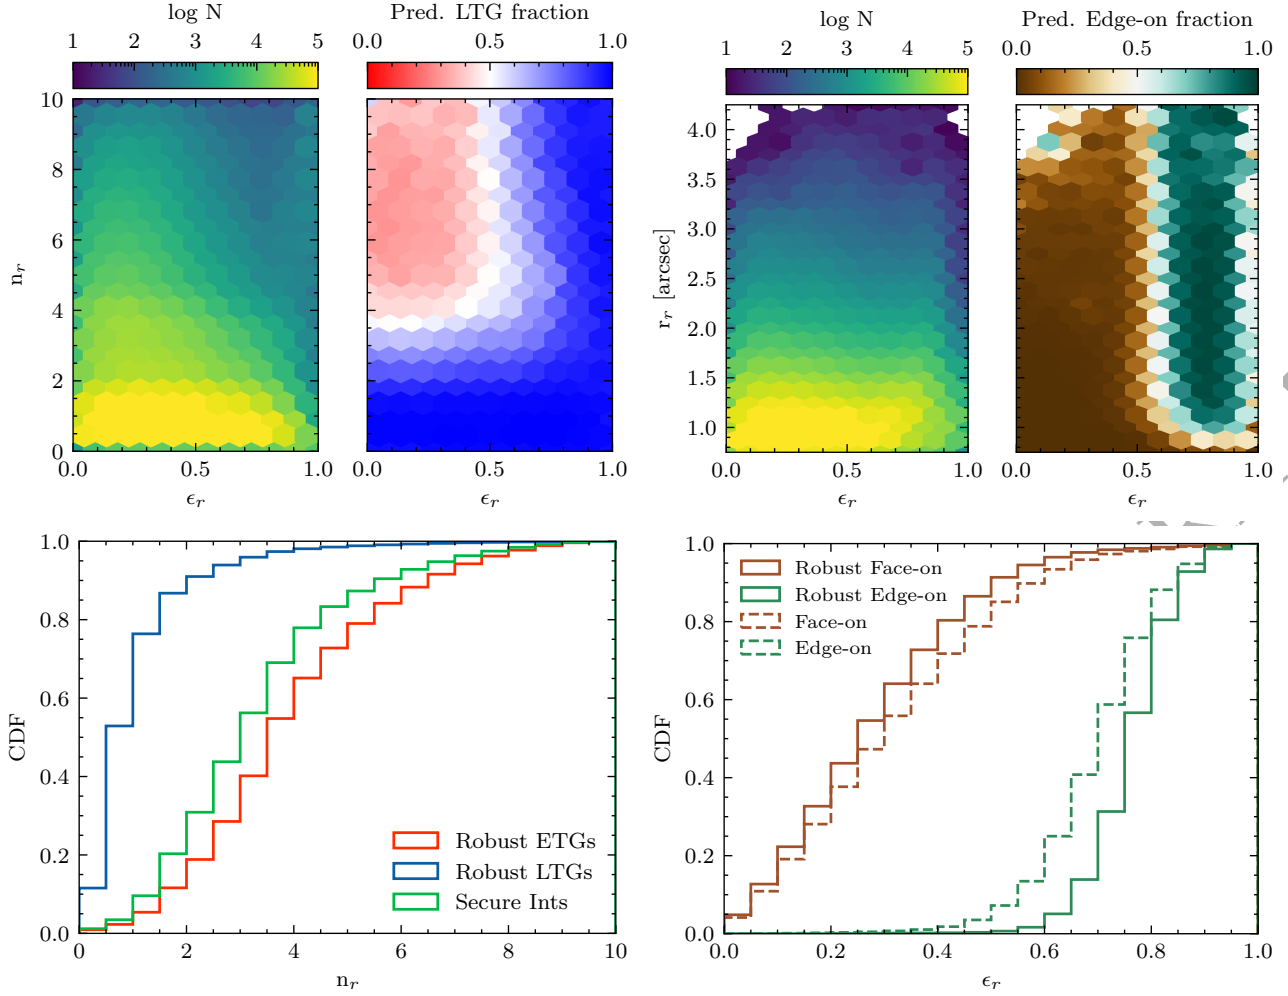 log N
Pred. LTG fraction
log N
Pred. Edge-on fraction
1 2 3 4 5
0.0 0.5 1.0
1 2 3 4 5
0.0 0.5 1.0
10
8
6
4
2
0
n_r
0.0 0.5 1.0
ϵ_r
0.0 0.5 1.0
ϵ_r
4.0
3.5
3.0
2.5
2.0
1.5
1.0
r_r [arcsec]
0.0 0.5 1.0
ϵ_r
0.0 0.5 1.0
ϵ_r
1.0
0.8
0.6
0.4
0.2
0.0
CDF
Robust ETGs
Robust LTGs
Secure Ints
0 2 4 6 8 10
n_r
1.0
0.8
0.6
0.4
0.2
0.0
CDF
Robust Face-on
Robust Edge-on
Face-on
Edge-on
0.0 0.2 0.4 0.6 0.8 1.0
ϵ_r